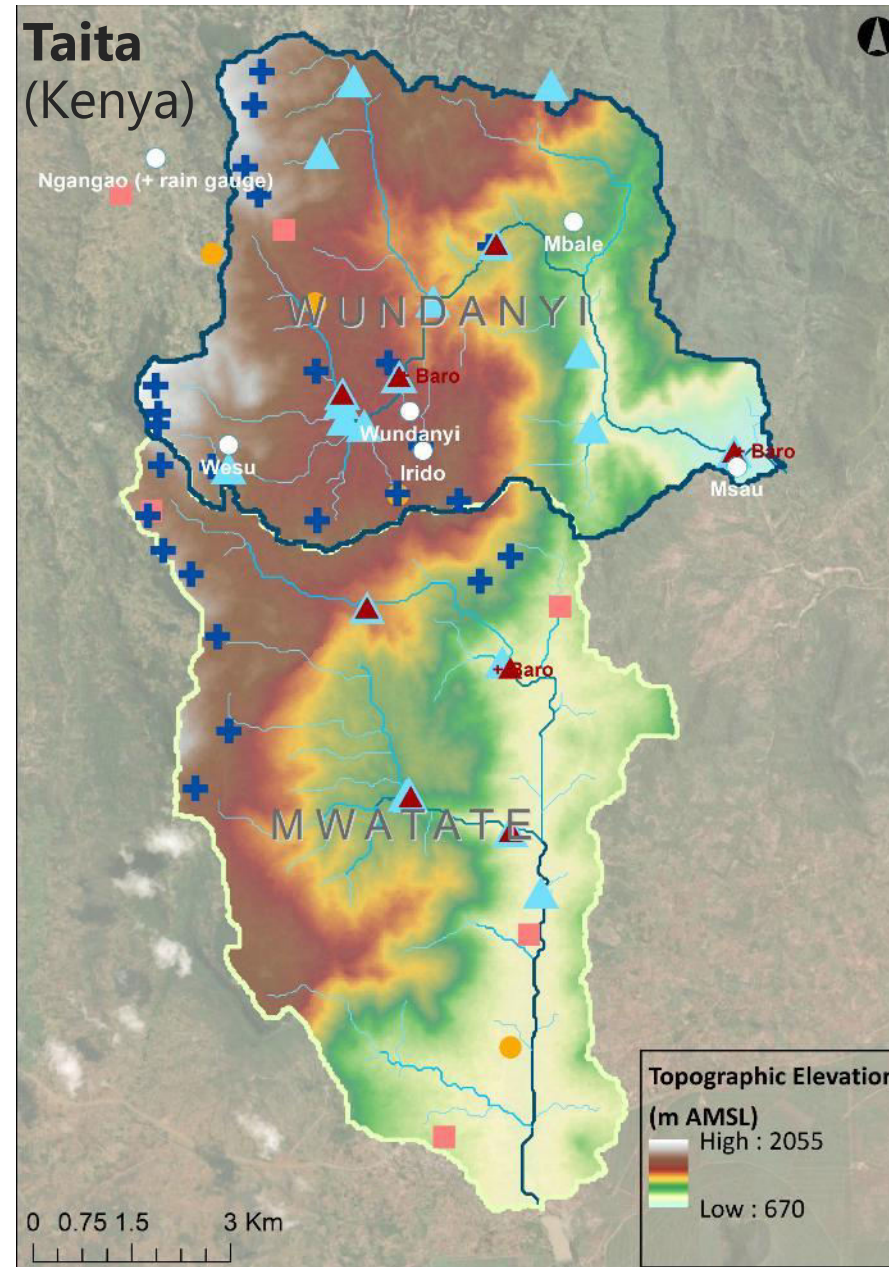 Taita
(Kenya)
Ngangao (+ rain gauge)
Mbale
WUNDANYI
+ Baro
Wundanyi
Wesu
Irido
+ Baro
Msau
+ Baro
MWATATE
Topographic Elevation
(m AMSL)
High : 2055
Low : 670
0 0.75 1.5 3 Km